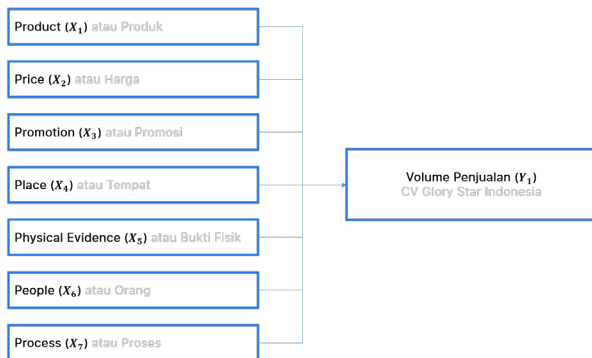 Product (X₁) atau Produk
Price (X₂) atau Harga
Promotion (X₃) atau Promosi
Place (X₄) atau Tempat
Physical Evidence (X₅) atau Bukti Fisik
People (X₆) atau Orang
Process (X₇) atau Proses
Volume Penjualan (Y₁)
CV Glory Star Indonesia